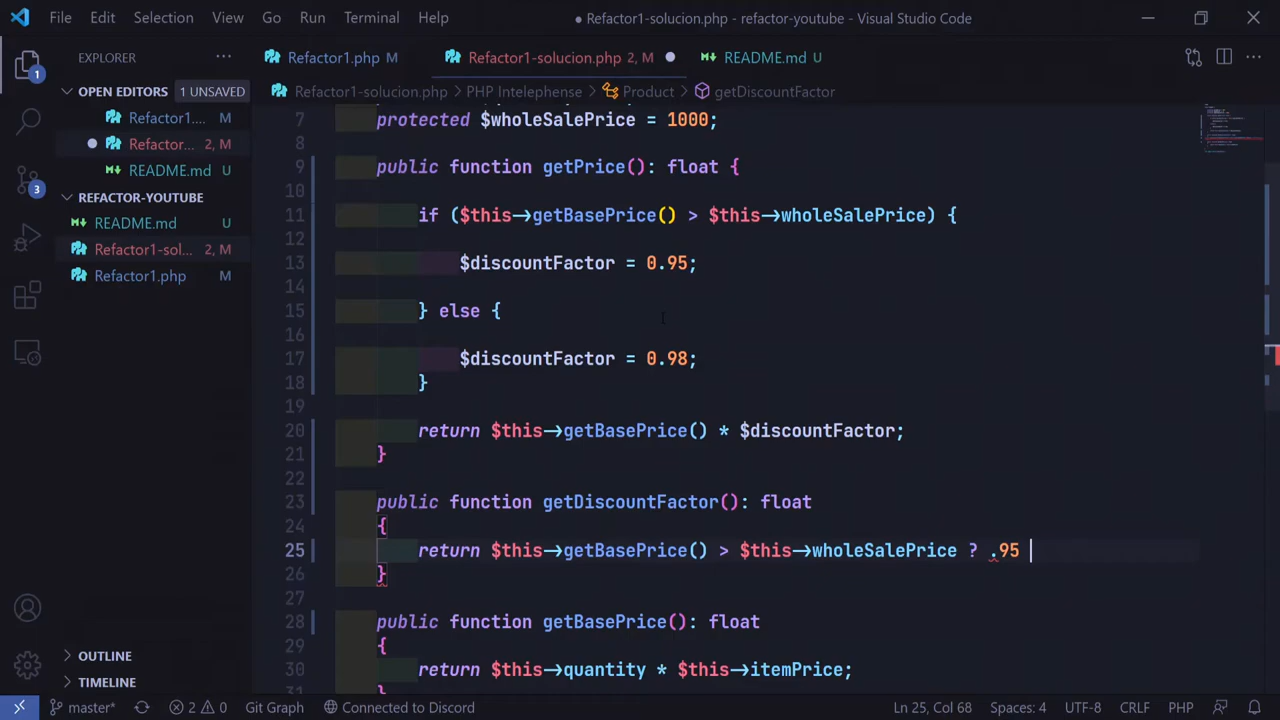 File Edit Selection View Go Run Terminal Help
Refactor1-solucion.php - refactor-youtube - Visual Studio Code
EXPLORER
Refactor1.php M
Refactor1-solucion.php 2, M
README.md U
OPEN EDITORS 1 UNSAVED
Refactor1-solucion.php > PHP Intelephense > Product > getDiscountFactor
Refactor1.... M
Refactor... 2, M
README.md U
REFACTOR-YOUTUBE
README.md U
Refactor1-sol... 2, M
Refactor1.php M
1
3
7 protected $wholeSalePrice = 1000;
8
9 public function getPrice(): float {
10
11 if ($this->getBasePrice() > $this->wholeSalePrice) {
12
13 $discountFactor = 0.95;
14
15 } else {
16
17 $discountFactor = 0.98;
18 }
19
20 return $this->getBasePrice() * $discountFactor;
21 }
22
23 public function getDiscountFactor(): float
24 {
25 return $this->getBasePrice() > $this->wholeSalePrice ? .95
26 }
27
28 public function getBasePrice(): float
29 {
30 return $this->quantity * $this->itemPrice;
31 }
OUTLINE
TIMELINE
master* 2 0 Git Graph Connected to Discord Ln 25, Col 68 Spaces: 4 UTF-8 CRLF PHP